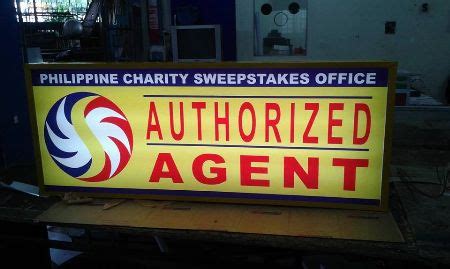 PHILIPPINE CHARITY SWEEPSTAKES OFFICE
AUTHORIZED
AGENT